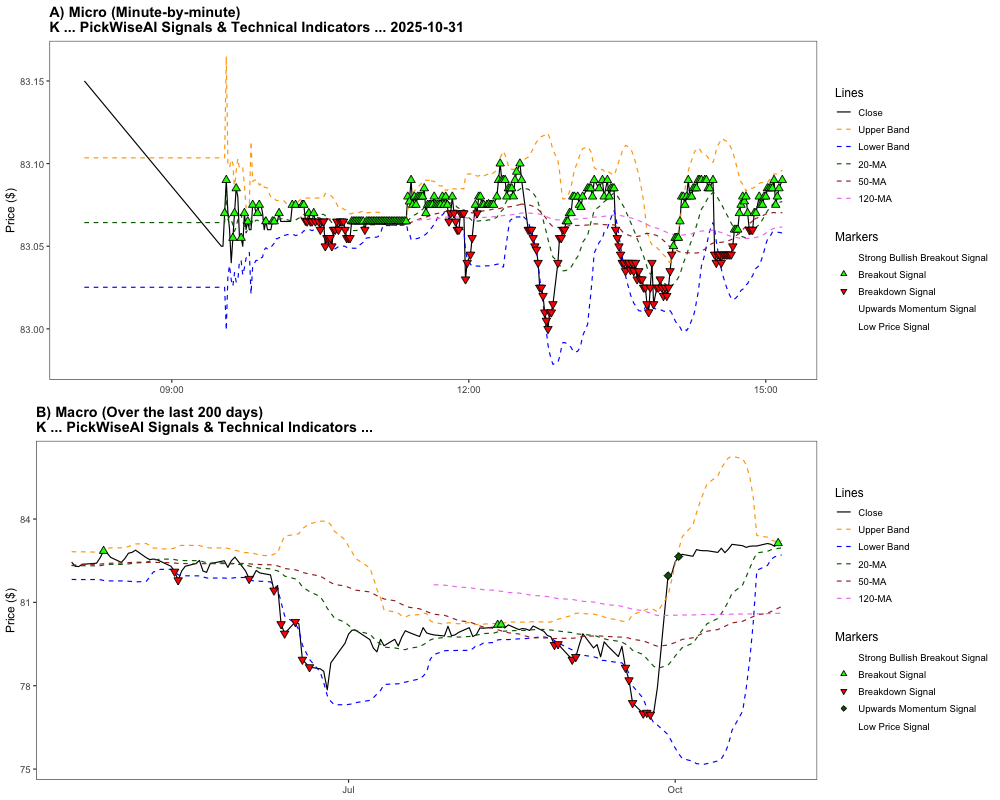 A) Micro (Minute-by-minute)
K ... PickWiseAI Signals & Technical Indicators ... 2025-10-31
Price ($)
83.15
83.10
83.05
83.00
09:00
12:00
15:00
Lines
Close
Upper Band
Lower Band
20-MA
50-MA
120-MA
Markers
Strong Bullish Breakout Signal
Breakout Signal
Breakdown Signal
Upwards Momentum Signal
Low Price Signal
B) Macro (Over the last 200 days)
K ... PickWiseAI Signals & Technical Indicators ...
Price ($)
84
81
78
75
Jul
Oct
Lines
Close
Upper Band
Lower Band
20-MA
50-MA
120-MA
Markers
Strong Bullish Breakout Signal
Breakout Signal
Breakdown Signal
Upwards Momentum Signal
Low Price Signal